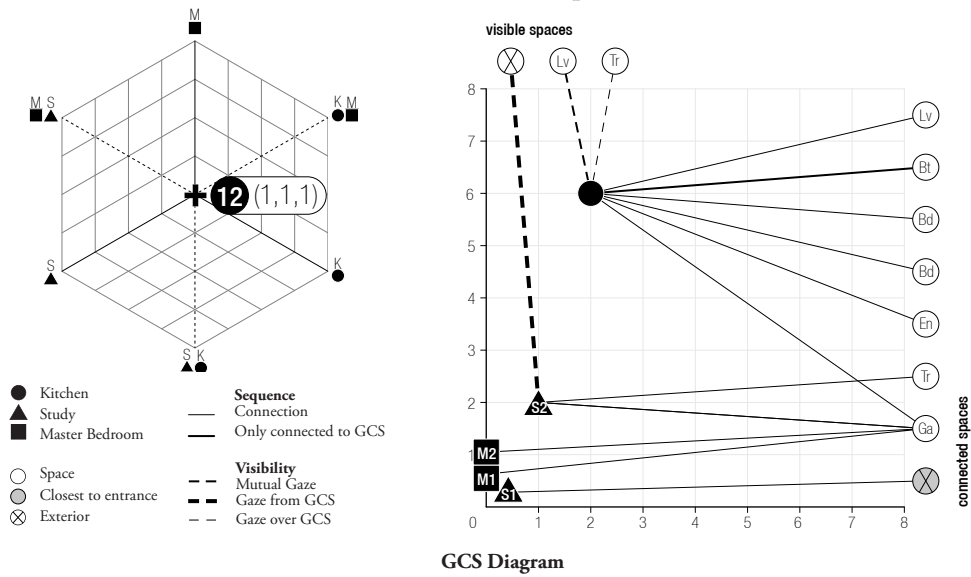 M
M S
K M
12 (1,1,1)
S
K
S K
Kitchen
Study
Master Bedroom
Space
Closest to entrance
Exterior
Sequence
Connection
Only connected to GCS
Visibility
Mutual Gaze
Gaze from GCS
Gaze over GCS
visible spaces
Lv
Tr
8
7
6
5
4
3
2
1
0
1
2
3
4
5
6
7
8
S2
M2
M1
S1
Lv
Bt
Bd
Bd
En
Tr
Ga
connected spaces
GCS Diagram